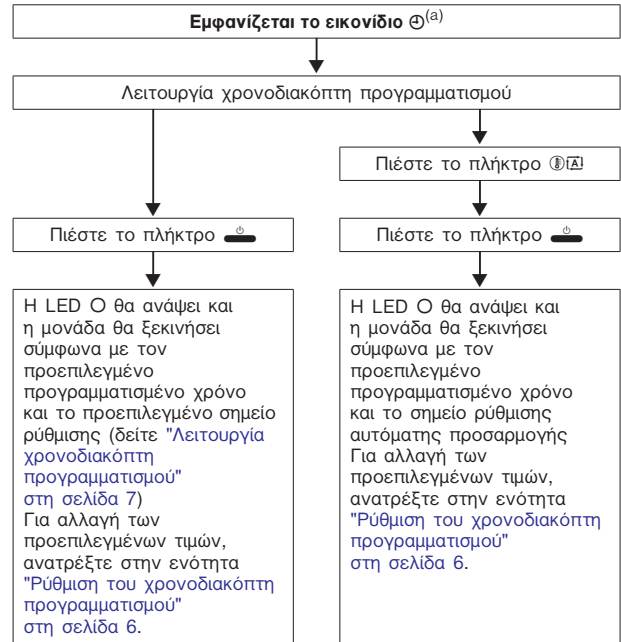 Εμφανίζεται το εικονίδιο (a)
Λειτουργία χρονοδιακόπτη προγραμματισμού
Πιέστε το πλήκτρο A
Πιέστε το πλήκτρο
Πιέστε το πλήκτρο
Η LED Ο θα ανάψει και
η μονάδα θα ξεκινήσει
σύμφωνα με τον
προεπιλεγμένο
προγραμματισμένο χρόνο
και το προεπιλεγμένο σημείο
ρύθμισης (δείτε "Λειτουργία
χρονοδιακόπτη
προγραμματισμού"
στη σελίδα 7)
Για αλλαγή των
προεπιλεγμένων τιμών,
ανατρέξτε στην ενότητα
"Ρύθμιση του χρονοδιακόπτη
προγραμματισμού"
στη σελίδα 6.
Η LED Ο θα ανάψει και
η μονάδα θα ξεκινήσει
σύμφωνα με τον
προεπιλεγμένο
προγραμματισμένο χρόνο
και το σημείο ρύθμισης
αυτόματης προσαρμογής
Για αλλαγή των
προεπιλεγμένων τιμών,
ανατρέξτε στην ενότητα
"Ρύθμιση του χρονοδιακόπτη
προγραμματισμού"
στη σελίδα 6.